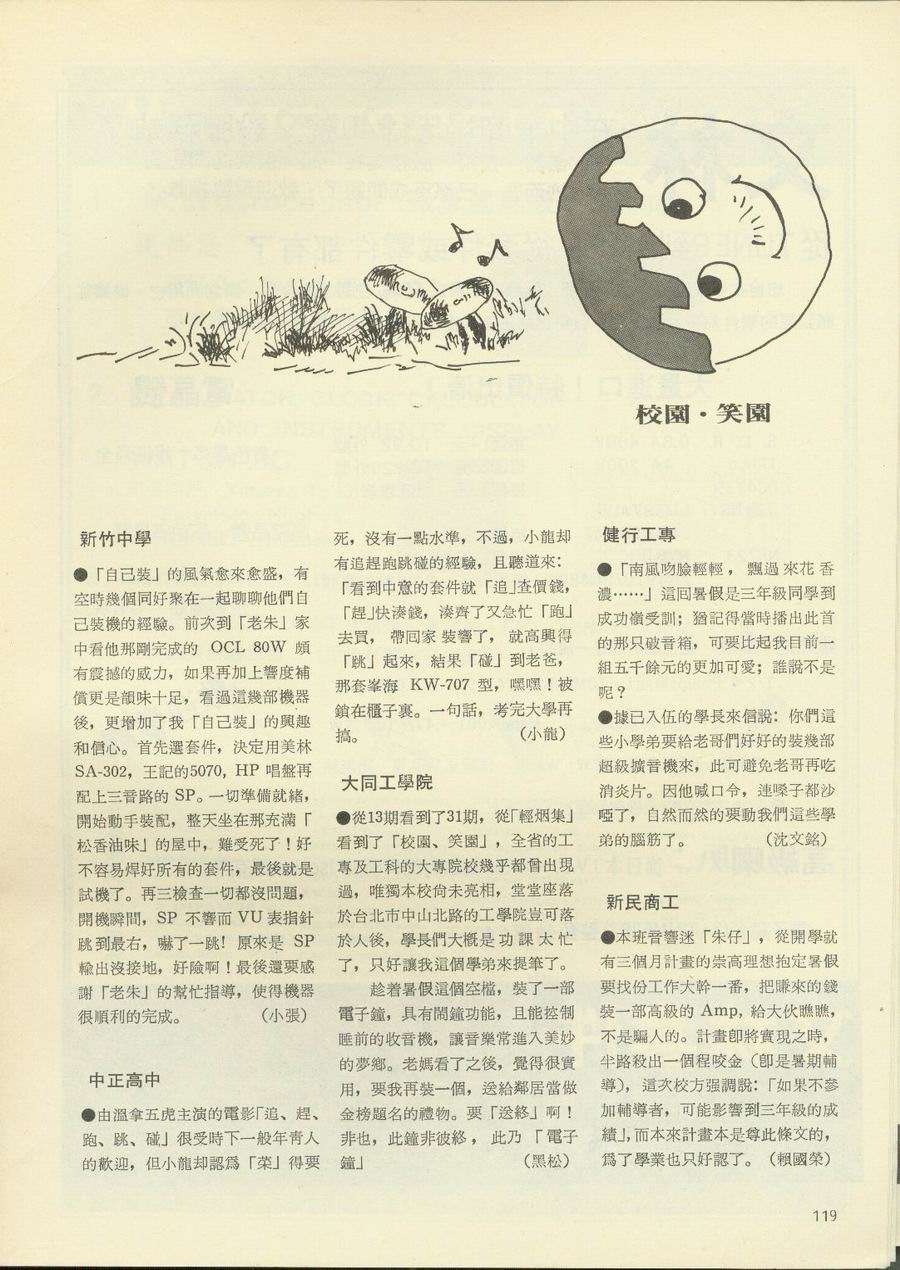 校園·笑園
新竹中學
●「自己裝」的風氣愈來愈盛，有
空時幾個同好聚在一起聊聊他們自
己裝機的經驗。前次到「老朱」家
中看他那剛完成的 OCL 80W 頗
有震撼的威力，如果再加上響度補
償更是韻味十足，看過這幾部機器
後，更增加了我「自己裝」的興趣
和信心。首先選套件，決定用美林
SA-302，王記的5070, HP 唱盤再
配上三音路的 SP。一切準備就緒，
開始動手裝配，整天坐在那充滿「
松香油味」的屋中，難受死了！好
不容易焊好所有的套件，最後就是
試機了。再三檢查一切都沒問題，
開機瞬間，SP 不響而 VU 表指針
跳到最右，嚇了一跳！原來是 SP
輸出沒接地，好險啊！最後還要感
謝「老朱」的幫忙指導，使得機器
很順利的完成。（小張）
中正高中
●由溫拿五虎主演的電影「追、趕、
跑、跳、碰」很受時下一般年青人
的歡迎，但小龍却認爲「菜」得要
死，沒有一點水準，不過，小龍却
有追趕跑跳碰的經驗，且聽道來：
「看到中意的套件就「追」查價錢，
「趕」快湊錢，湊齊了又急忙「跑」
去買，帶回家裝響了，就高興得
「跳」起來，結果「碰」到老爸，
那套峯海 KW-707 型，嘿嘿！被
鎖在櫃子裏。一句話，考完大學再
搞。（小龍）
大同工學院
●從13期看到了31期，從「輕烟集」
看到了「校園、笑園」，全省的工
專及工科的大專院校幾乎都曾出現
過，唯獨本校尙未亮相，堂堂座落
於台北市中山北路的工學院豈可落
於人後，學長們大槪是功課太忙
了，只好讓我這個學弟來提筆了。
趁着暑假這個空檔，裝了一部
電子鐘，具有鬧鐘功能，且能控制
睡前的收音機，讓音樂常進入美妙
的夢鄕。老媽看了之後，覺得很實
用，要我再裝一個，送給鄰居當做
金榜題名的禮物。要「送終」啊！
非也，此鐘非彼終，此乃「電子
鐘」（黑松）
健行工專
●「南風吻臉輕輕，飄過來花香
濃……」這回暑假是三年級同學到
成功嶺受訓；猶記得當時播出此首
的那只破音箱，可要比起我目前一
組五千餘元的更加可愛；誰說不是
呢？
●據已入伍的學長來信說：你們這
些小學弟要給老哥們好好的裝幾部
超級擴音機來，此可避免老哥再吃
消炎片。因他喊口令，連嗓子都沙
啞了，自然而然的要動我們這些學
弟的腦筋了。（沈文銘）
新民商工
●本班音響迷「朱仔」，從開學就
有三個月計畫的崇高理想抱定暑假
要找份工作大幹一番，把賺來的錢
裝一部高級的 Amp, 給大伙瞧瞧，
不是騙人的。計畫卽將實現之時，
半路殺出一個程咬金（卽是暑期輔
導），這次校方强調說：「如果不參
加輔導者，可能影響到三年級的成
績」，而本來計畫本是尊此條文的，
爲了學業也只好認了。（賴國榮）
119